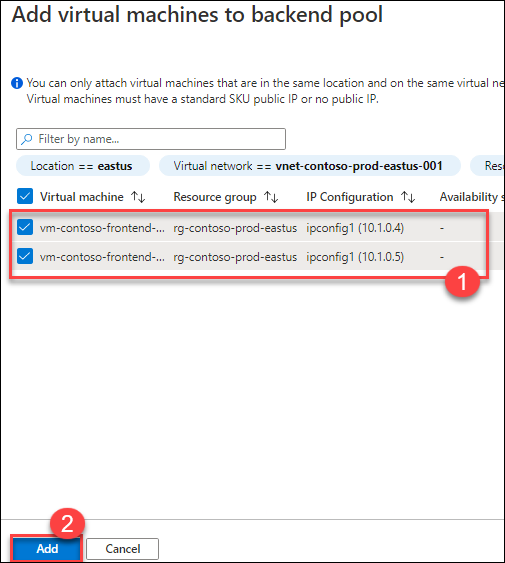 Add virtual machines to backend pool
You can only attach virtual machines that are in the same location and on the same virtual ne
Virtual machines must have a standard SKU public IP or no public IP.
Filter by name...
Location == eastus Virtual network == vnet-contoso-prod-eastus-001 Reso
Virtual machine ↑↓ Resource group ↑↓ IP Configuration ↑↓ Availability s
vm-contoso-frontend-... rg-contoso-prod-eastus ipconfig1 (10.1.0.4) -
vm-contoso-frontend-... rg-contoso-prod-eastus ipconfig1 (10.1.0.5) -
1
2
Add Cancel